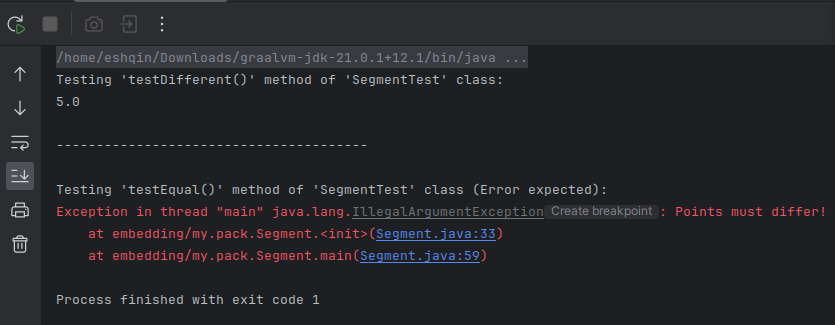 /home/eshqin/Downloads/graalvm-jdk-21.0.1+12.1/bin/java ...
Testing 'testDifferent()' method of 'SegmentTest' class:
5.0
---------------------------------------
Testing 'testEqual()' method of 'SegmentTest' class (Error expected):
Exception in thread "main" java.lang.IllegalArgumentException Create breakpoint : Points must differ!
at embedding/my.pack.Segment.<init>(Segment.java:33)
at embedding/my.pack.Segment.main(Segment.java:59)
Process finished with exit code 1